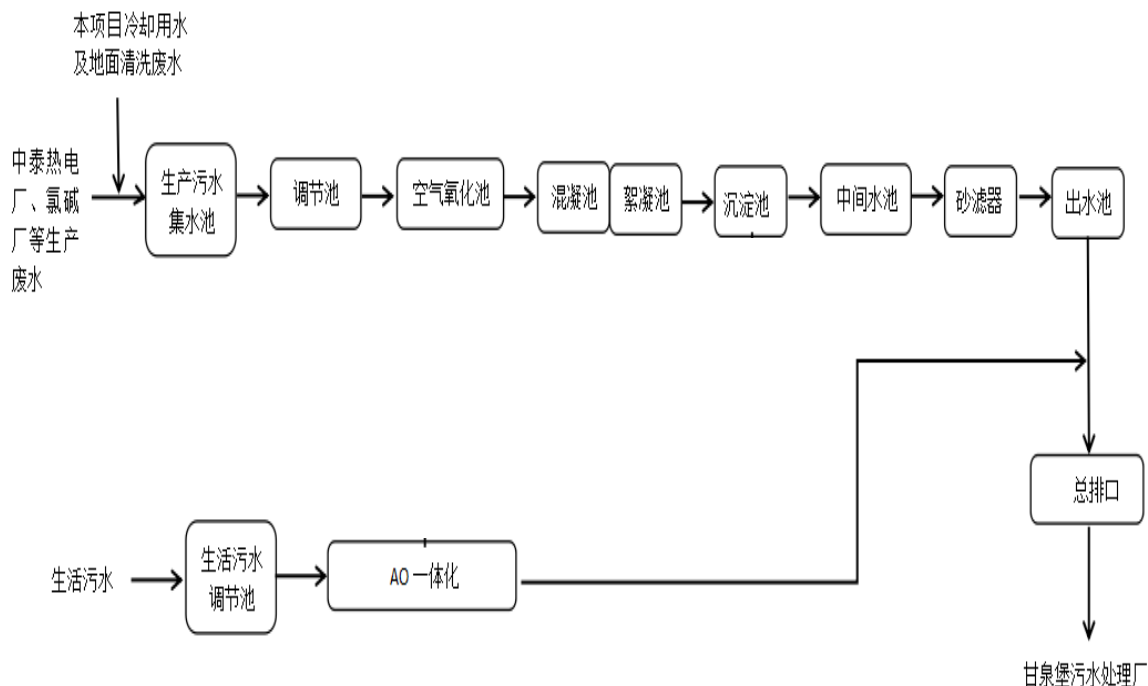 本项目冷却用水
及地面清洗废水
中泰热电
厂、氯碱
厂等生产
废水
生产污水
集水池
调节池
空气氧化池
混凝池
絮凝池
沉淀池
中间水池
砂滤器
出水池
总排口
生活污水
生活污水
调节池
AO 一体化
甘泉堡污水处理厂